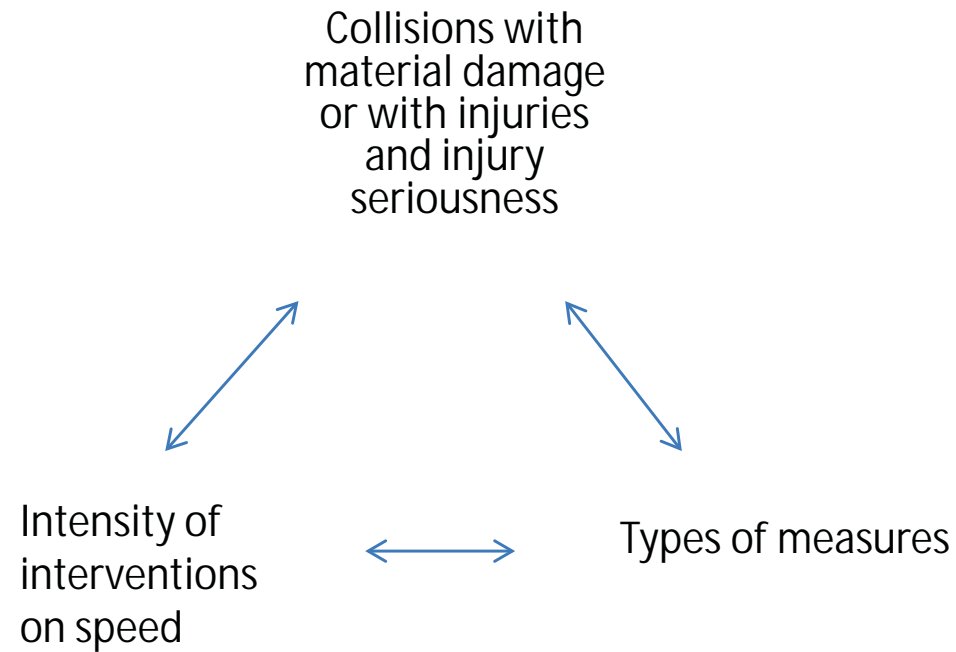 Collisions with
material damage
or with injuries
and injury
seriousness
Intensity of
interventions
on speed
Types of measures